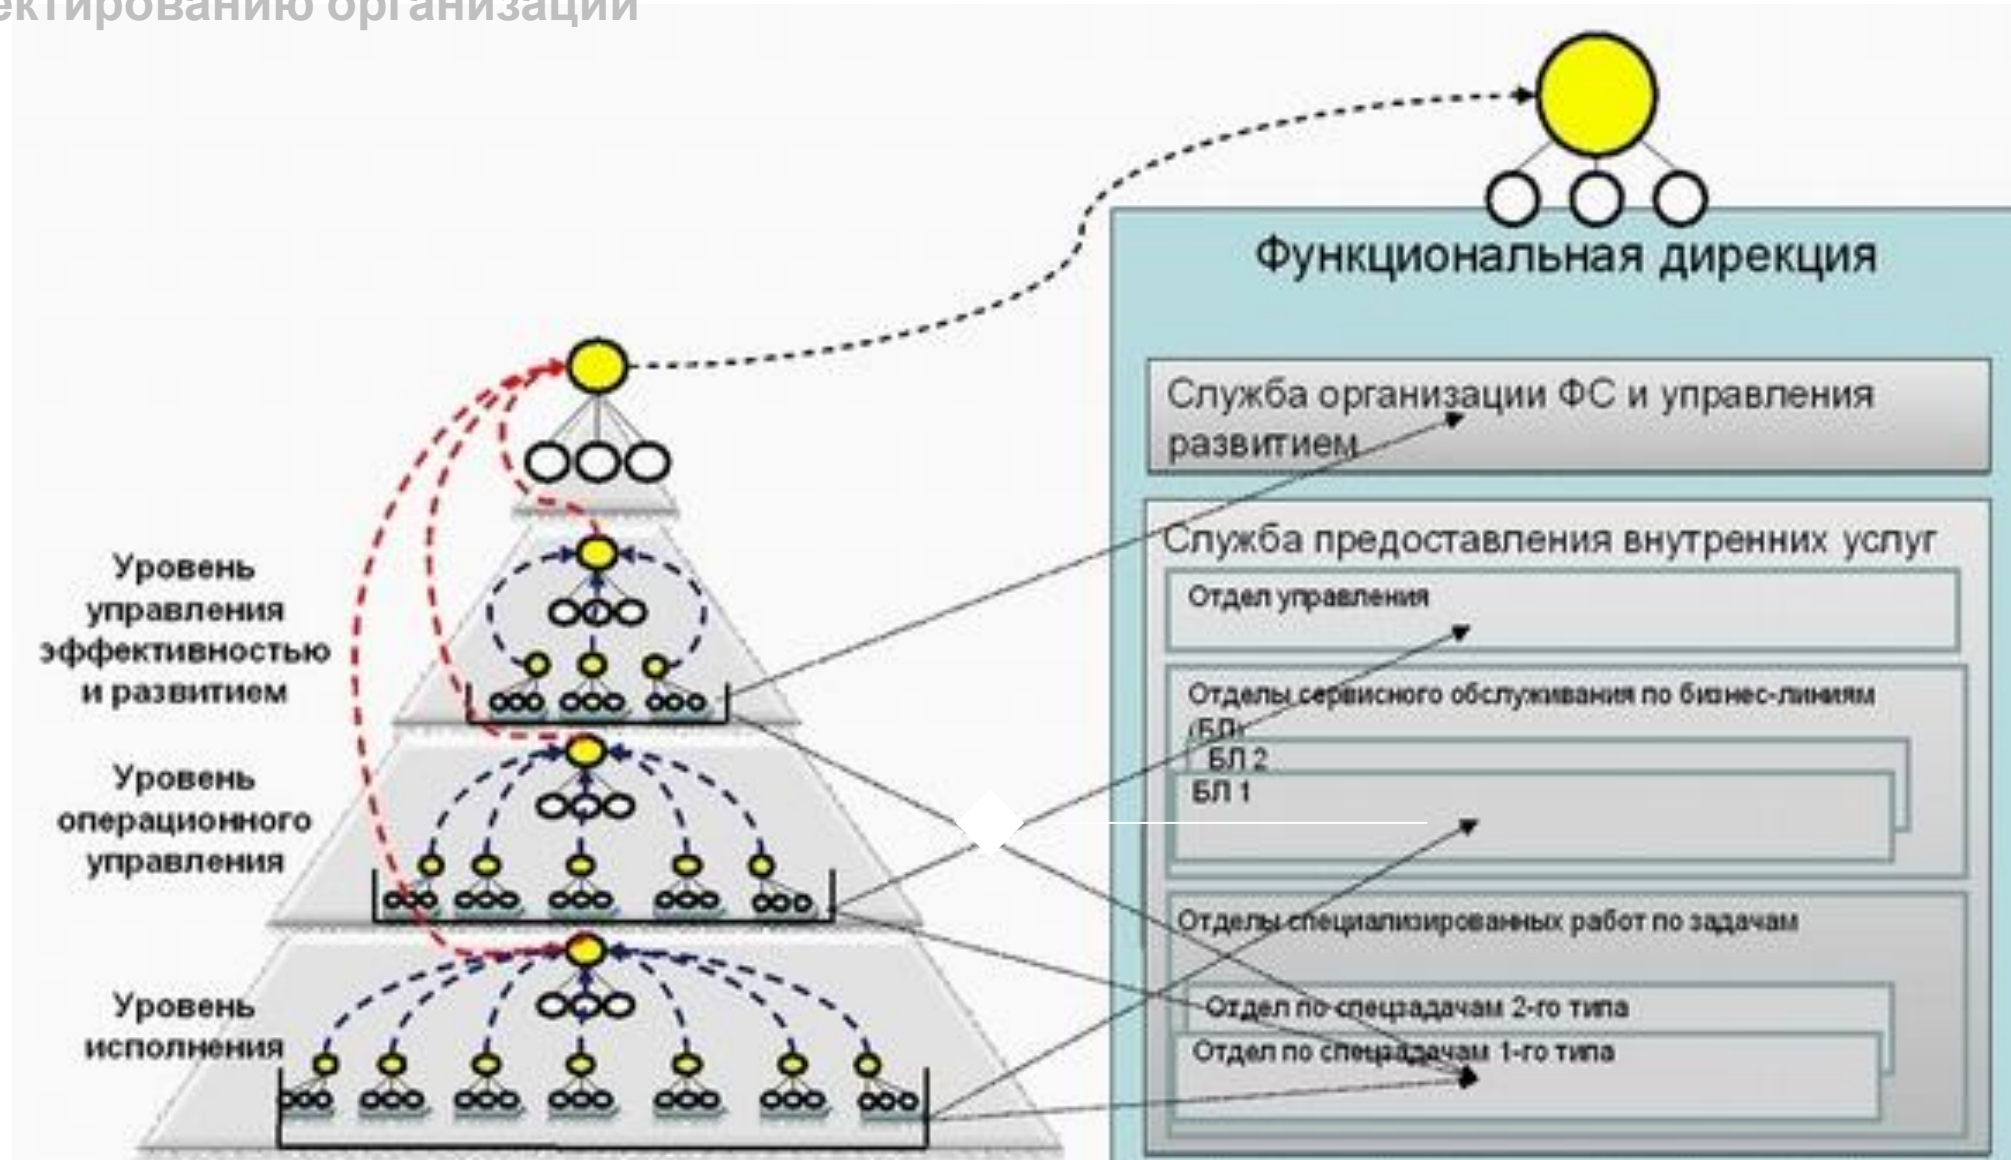 организации
Функциональная дирекция
Служба организации ФС и управления
развитием
Служба предоставления внутренних услуг
Отдел управления
Отделы сервисного обслуживания по бизнес-линиям
(БЛ)
БЛ 2
БЛ 1
Отделы специализированных работ по задачам
Отдел по спецзадачам 2-го типа
Отдел по спецзадачам 1-го типа
Уровень
управления
эффективностью
и развитием
Уровень
операционного
управления
Уровень
исполнения